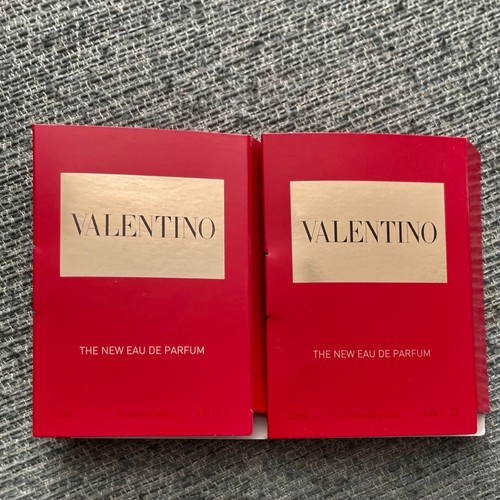 VALENTINO
THE NEW EAU DE PARFUM
VALENTINO
THE NEW EAU DE PARFUM